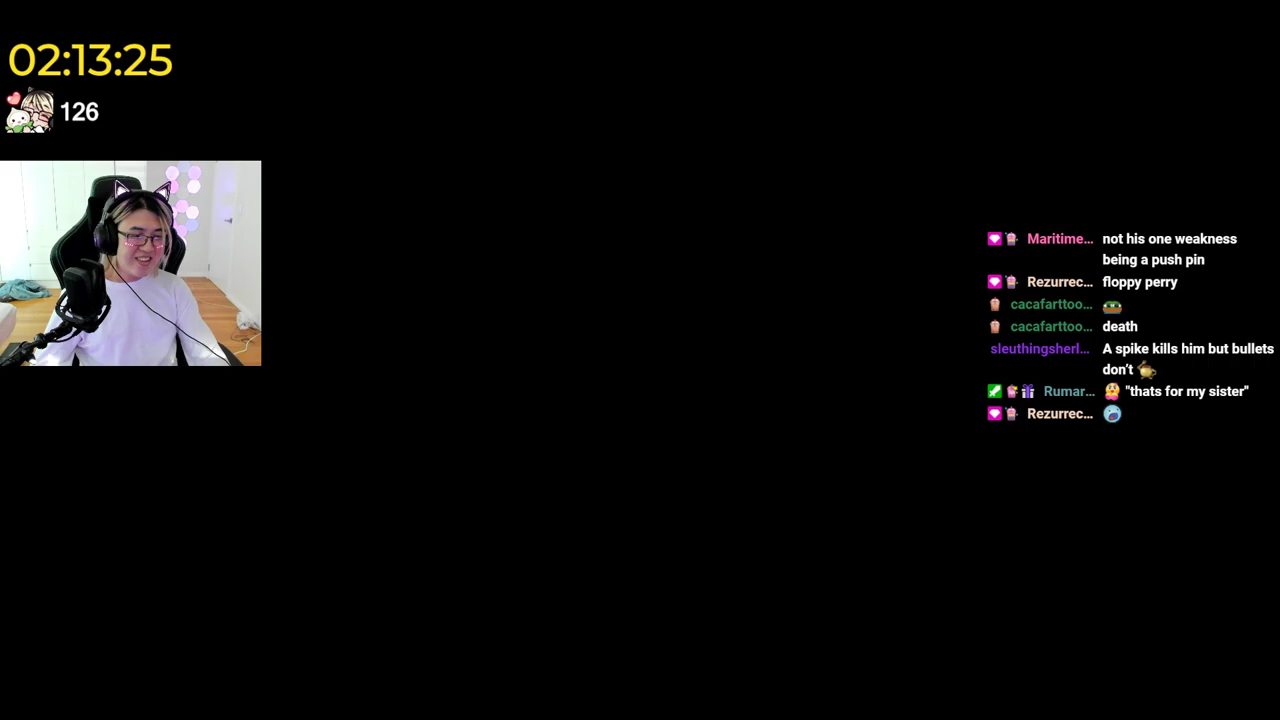 02:13:25
126
Maritime... not his one weakness
being a push pin
Rezurrec... floppy perry
cacafarttoo...
cacafarttoo... death
sleuthingsherl... A spike kills him but bullets
don't
Rumar... "thats for my sister"
Rezurrec...